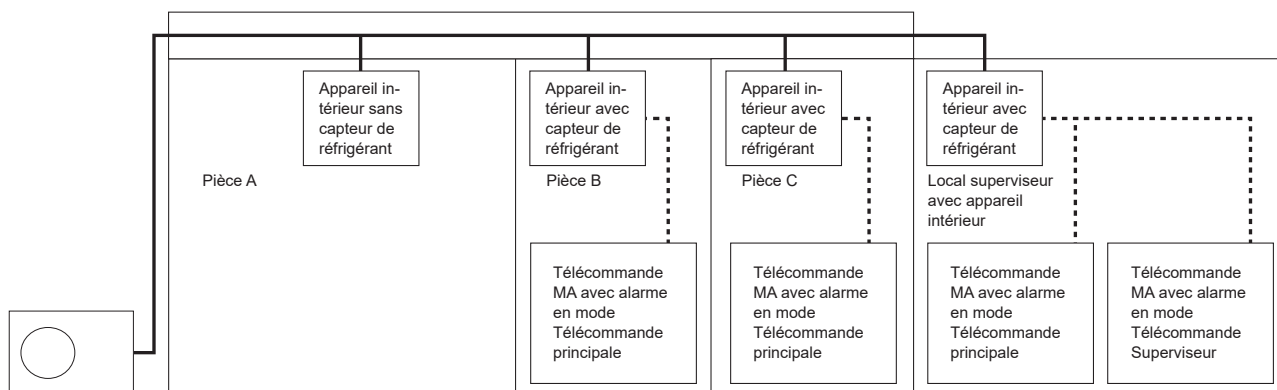 Appareil in-
térieur sans
capteur de
réfrigérant
Pièce A
Appareil in-
térieur avec
capteur de
réfrigérant
Pièce B
Appareil in-
térieur avec
capteur de
réfrigérant
Pièce C
Appareil in-
térieur avec
capteur de
réfrigérant
Local superviseur
avec appareil
intérieur
Télécommande
MA avec alarme
en mode
Télécommande
principale
Télécommande
MA avec alarme
en mode
Télécommande
principale
Télécommande
MA avec alarme
en mode
Télécommande
principale
Télécommande
MA avec alarme
en mode
Télécommande
Superviseur